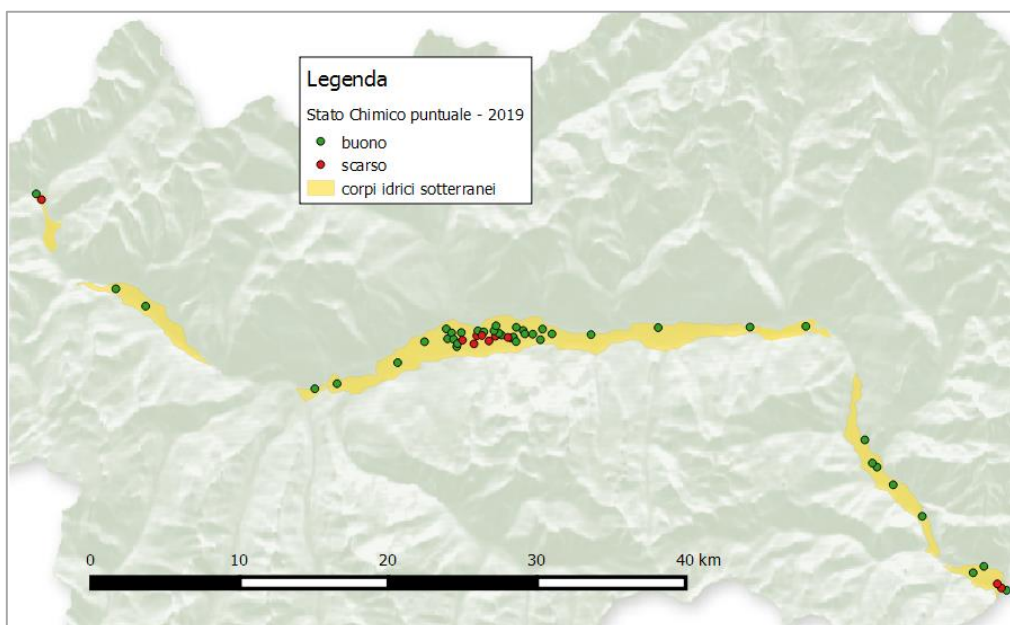 Legenda
Stato Chimico puntuale - 2019
buono
scarso
corpi idrici sotterranei
0 10 20 30 40 km